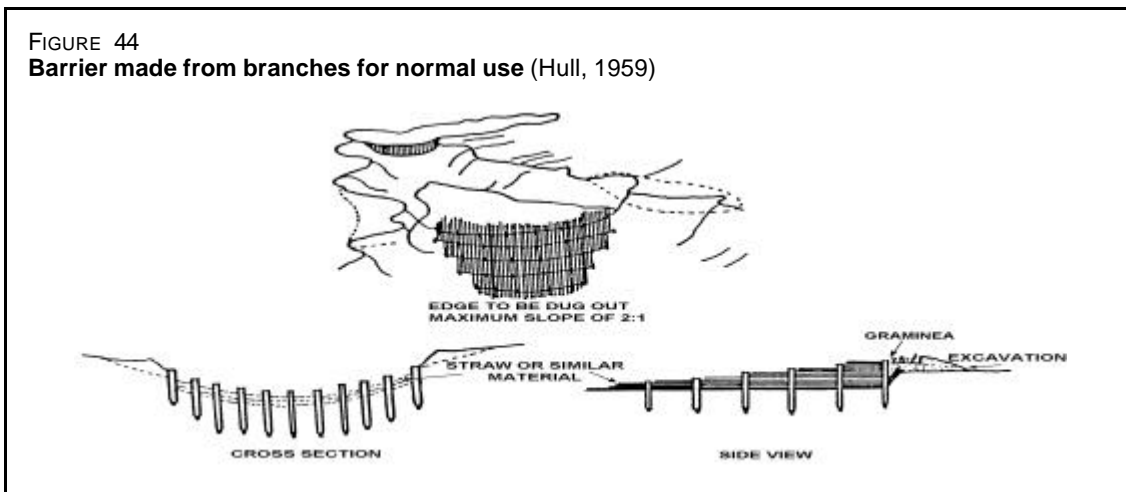 FIGURE 44
Barrier made from branches for normal use (Hull, 1959)
EDGE TO BE DUG OUT
MAXIMUM SLOPE OF 2:1
GRAMINEA
STRAW OR SIMILAR
MATERIAL
EXCAVATION
CROSS SECTION
SIDE VIEW